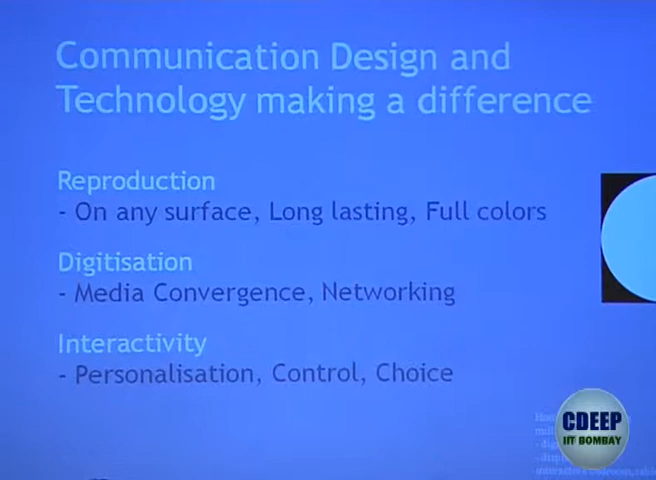 Communication Design and
Technology making a difference
Reproduction
- On any surface, Long lasting, Full colors
Digitisation
- Media Convergence, Networking
Interactivity
- Personalisation, Control, Choice
CDEEP
IIT BOMBAY